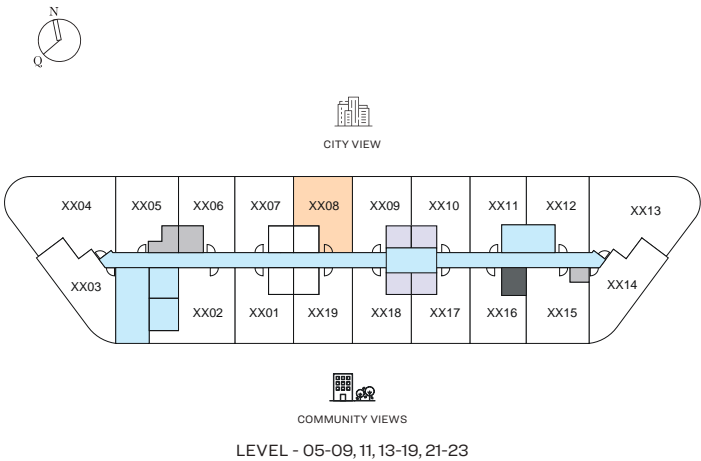 N
Q
CITY VIEW
XX04 XX05 XX06 XX07 XX08 XX09 XX10 XX11 XX12 XX13
XX03 XX14
XX02 XX01 XX19 XX18 XX17 XX16 XX15
COMMUNITY VIEWS
LEVEL - 05-09, 11, 13-19, 21-23